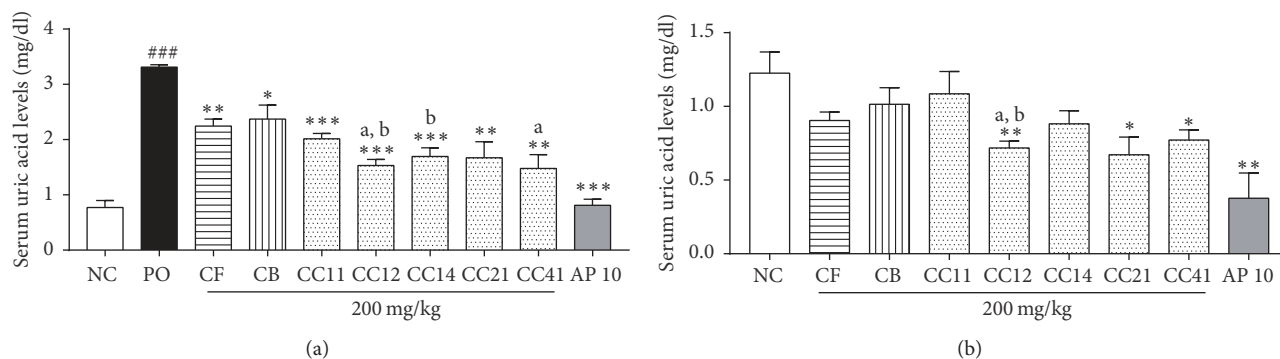 Serum uric acid levels (mg/dl)
4
3
2
1
0
###
**
*
***
a, b
***
b
***
**
a
**
***
NC PO CF CB CC11 CC12 CC14 CC21 CC41 AP 10
200 mg/kg
(a)
Serum uric acid levels (mg/dl)
1.5
1.0
0.5
0.0
a, b
**
*
*
**
NC CF CB CC11 CC12 CC14 CC21 CC41 AP 10
200 mg/kg
(b)